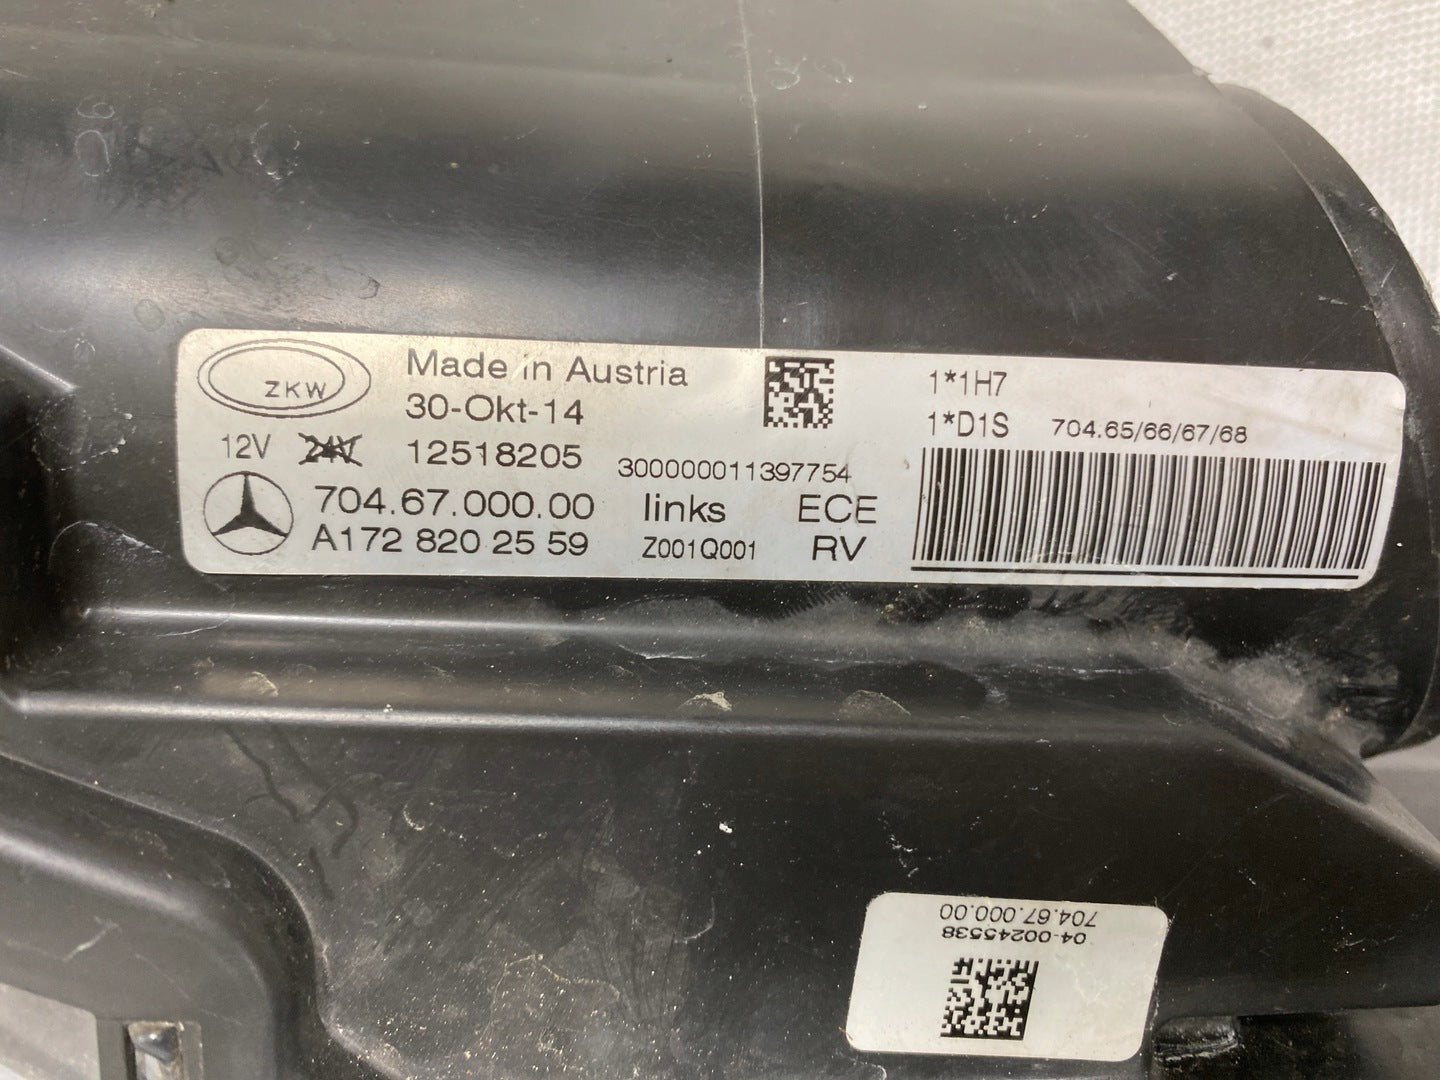 ZKW
Made in Austria
30-Okt-14
12V 24V 12518205
300000011397754
704.67.000.00 links ECE
A172 820 25 59 Z001Q001 RV
1*1H7
1*D1S 704.65/66/67/68
704.67.000.00
04-00245538